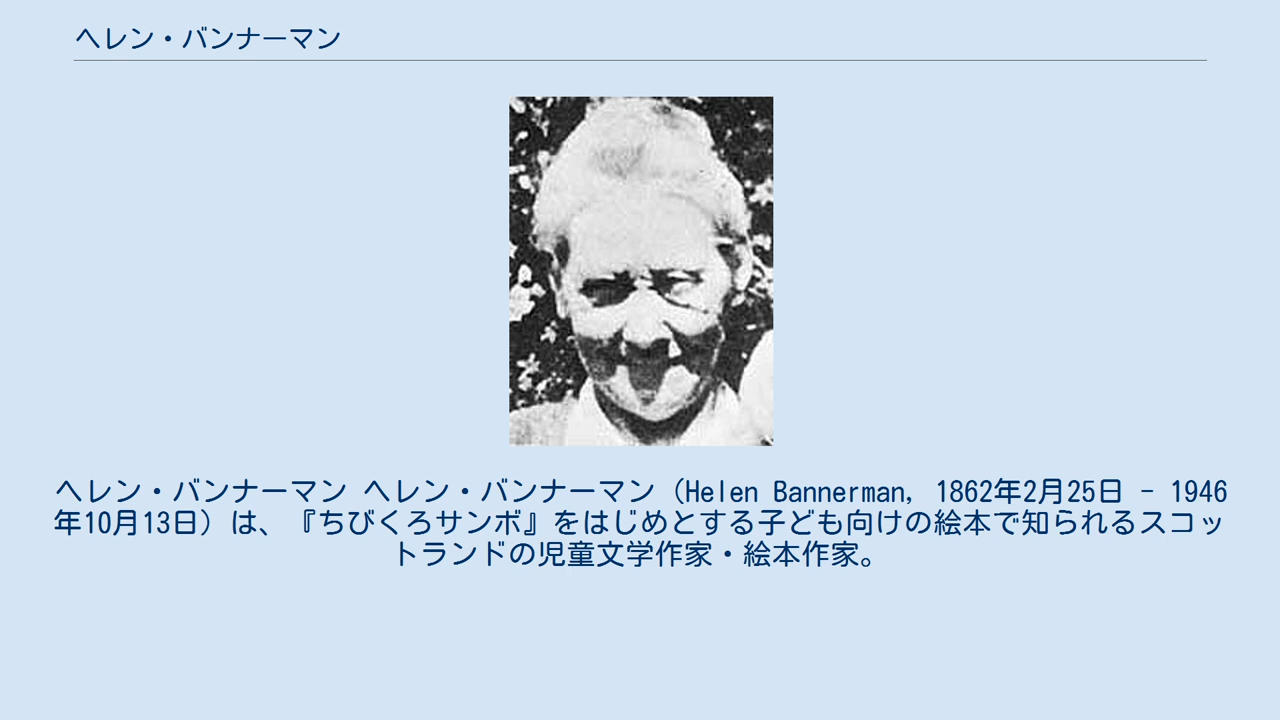 ヘレン・バンナーマン
ヘレン・バンナーマン ヘレン・バンナーマン（Helen Bannerman, 1862年2月25日 - 1946
年10月13日）は、『ちびくろサンボ』をはじめとする子ども向けの絵本で知られるスコッ
トランドの児童文学作家・絵本作家。